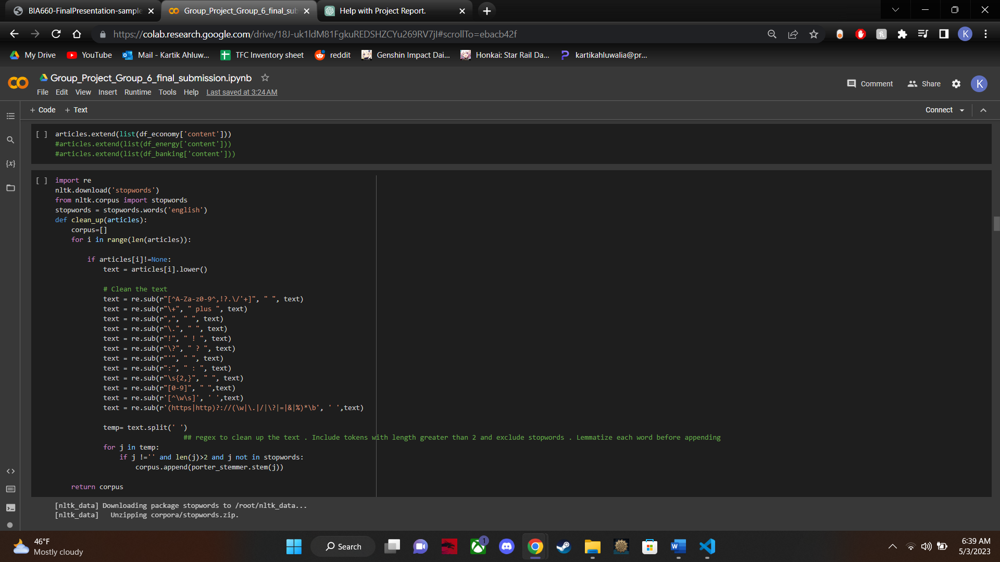 BIA660-FinalPresentation-sample
Group_Project_Group_6_final_sub
Help with Project Report.
https://colab.research.google.com/drive/18J-uk1ldM81FgkuREDSHZCYu269RV7jI#scrollTo=ebacb42f
K
My Drive
YouTube
Mail - Kartik Ahluw...
TFC Inventory sheet
reddit
Genshin Impact Dai...
Honkai: Star Rail Da...
kartikahluwalia@pr...
Group_Project_Group_6_final_submission.ipynb
Comment
Share
K
File Edit View Insert Runtime Tools Help Last saved at 3:24 AM
+ Code + Text
Connect
[ ] articles.extend(list(df_economy['content']))
#articles.extend(list(df_energy['content']))
#articles.extend(list(df_banking['content']))
{x}
[ ] import re
nltk.download('stopwords')
from nltk.corpus import stopwords
stopwords = stopwords.words('english')
def clean_up(articles):
corpus=[]
for i in range(len(articles)):
if articles[i]!=None:
text = articles[i].lower()
# Clean the text
text = re.sub(r"[^A-Za-z0-9^,!?.\/'+]", " ", text)
text = re.sub(r"\+", " plus ", text)
text = re.sub(r",", " ", text)
text = re.sub(r"\.", " ", text)
text = re.sub(r"!", " ! ", text)
text = re.sub(r"\?", " ? ", text)
text = re.sub(r"'", " ", text)
text = re.sub(r":", " : ", text)
text = re.sub(r"\s{2,}", " ", text)
text = re.sub(r"[0-9]", " ",text)
text = re.sub(r'[^\w\s]', ' ',text)
text = re.sub(r'(https|http)?://(\w|\.|/|\?|=|&|%)*\b', ' ',text)
temp= text.split(' ')
## regex to clean up the text . Include tokens with length greater than 2 and exclude stopwords . Lemmatize each word before appending
for j in temp:
if j !='' and len(j)>2 and j not in stopwords:
corpus.append(porter_stemmer.stem(j))
return corpus
[nltk_data] Downloading package stopwords to /root/nltk_data...
[nltk_data] Unzipping corpora/stopwords.zip.
46°F
Mostly cloudy
Search
1
6:39 AM
5/3/2023